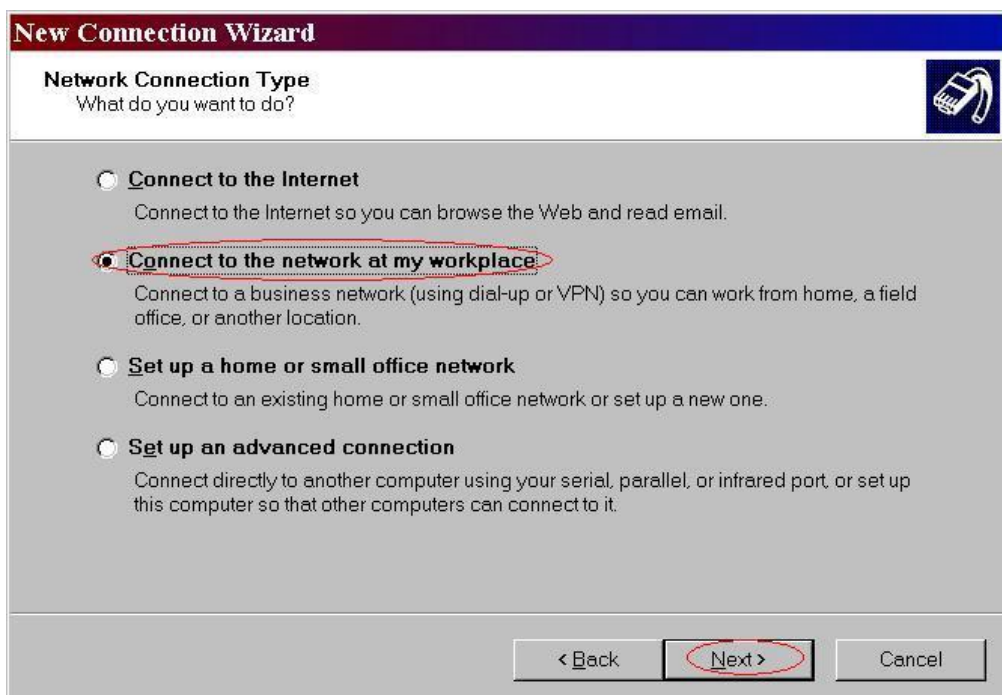 New Connection Wizard
Network Connection Type
What do you want to do?
Connect to the Internet
Connect to the Internet so you can browse the Web and read email.
Connect to the network at my workplace
Connect to a business network (using dial-up or VPN) so you can work from home, a field
office, or another location.
Set up a home or small office network
Connect to an existing home or small office network or set up a new one.
Set up an advanced connection
Connect directly to another computer using your serial, parallel, or infrared port, or set up
this computer so that other computers can connect to it.
< Back Next > Cancel